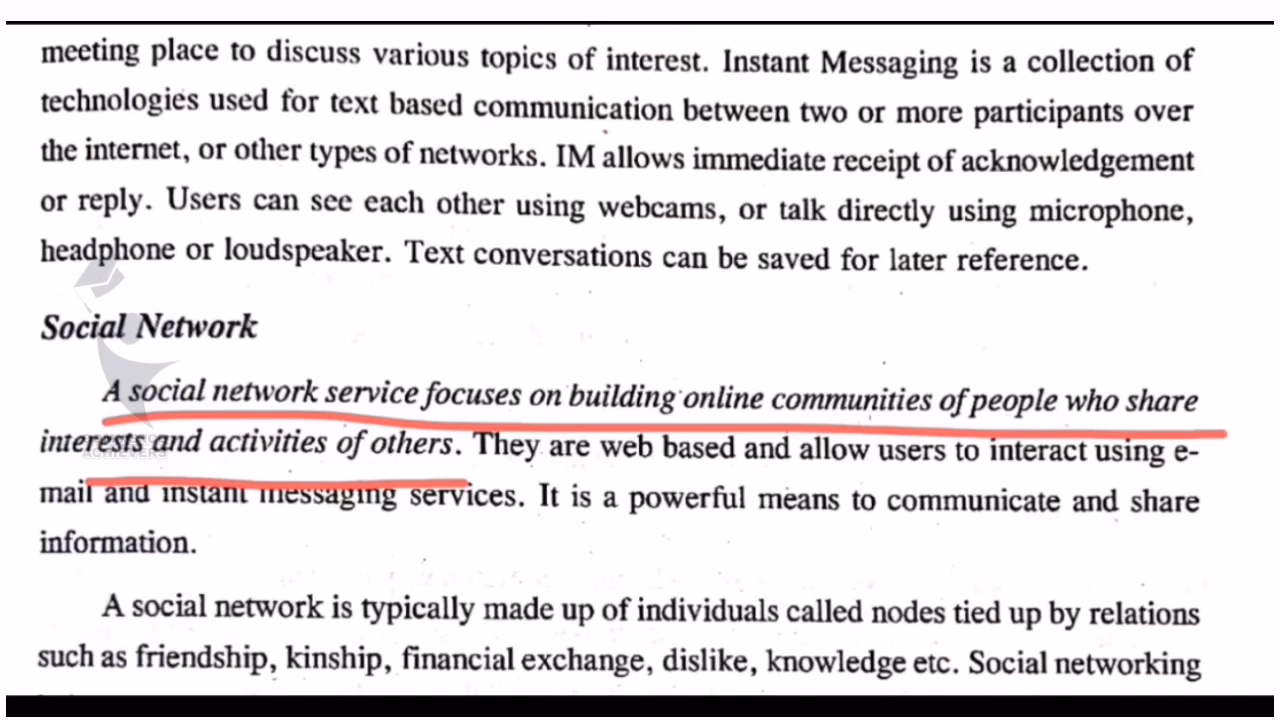 meeting place to discuss various topics of interest. Instant Messaging is a collection of
technologies used for text based communication between two or more participants over
the internet, or other types of networks. IM allows immediate receipt of acknowledgement
or reply. Users can see each other using webcams, or talk directly using microphone,
headphone or loudspeaker. Text conversations can be saved for later reference.
Social Network
A social network service focuses on building online communities of people who share
interests and activities of others. They are web based and allow users to interact using e-
ACHIEVERS
mail and instant messaging services. It is a powerful means to communicate and share
information.
A social network is typically made up of individuals called nodes tied up by relations
such as friendship, kinship, financial exchange, dislike, knowledge etc. Social networking